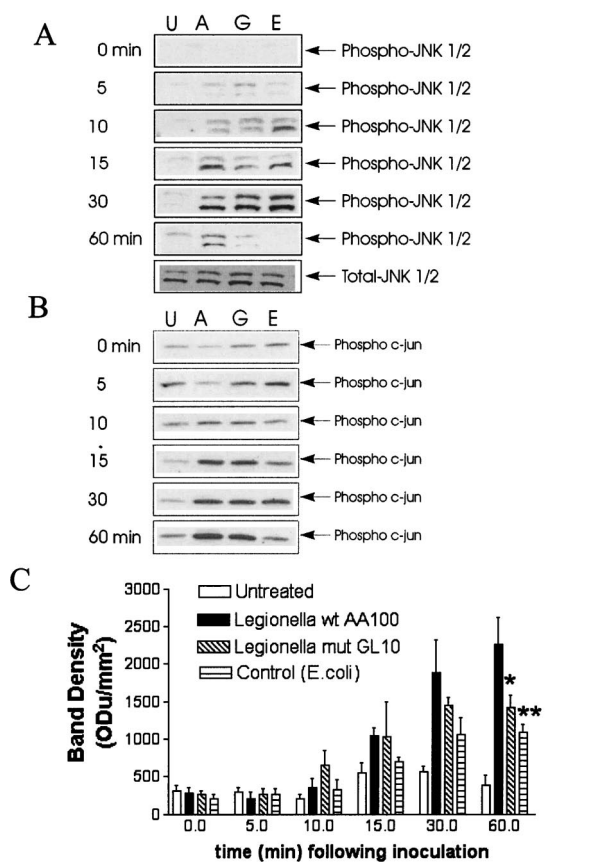 A
U A G E
0 min Phospho-JNK 1/2
5 Phospho-JNK 1/2
10 Phospho-JNK 1/2
15 Phospho-JNK 1/2
30 Phospho-JNK 1/2
60 min Phospho-JNK 1/2
Total-JNK 1/2
B
U A G E
0 min Phospho c-jun
5 Phospho c-jun
10 Phospho c-jun
15 Phospho c-jun
30 Phospho c-jun
60 min Phospho c-jun
C
Band Density
(ODu/mm²)
3000
2500
2000
1500
1000
500
0
Untreated
Legionella wt AA100
Legionella mut GL10
Control (E.coli)
*
**
0.0 5.0 10.0 15.0 30.0 60.0
time (min) following inoculation